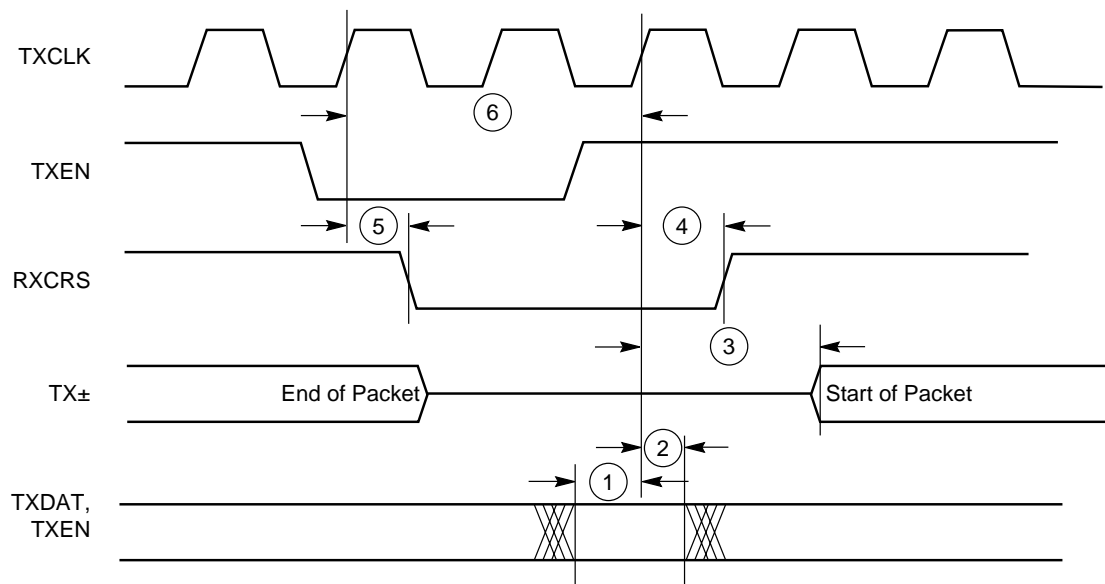 TXCLK
6
TXEN
5
4
RXCRS
3
TX±
End of Packet
Start of Packet
2
1
TXDAT,
TXEN